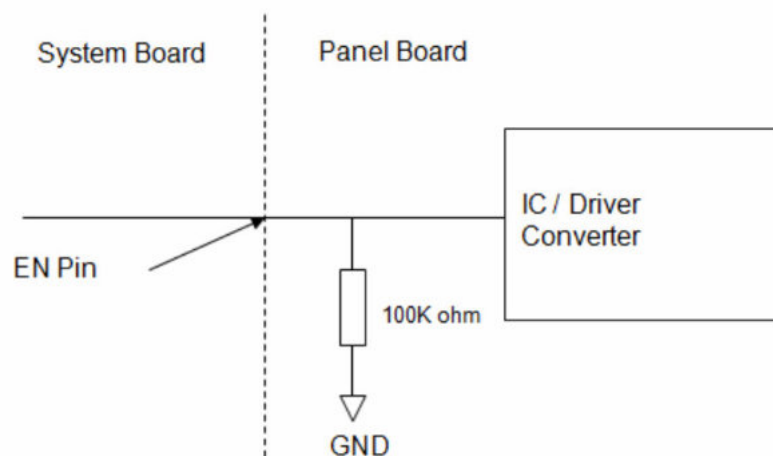 System Board
Panel Board
IC / Driver
Converter
EN Pin
100K ohm
GND